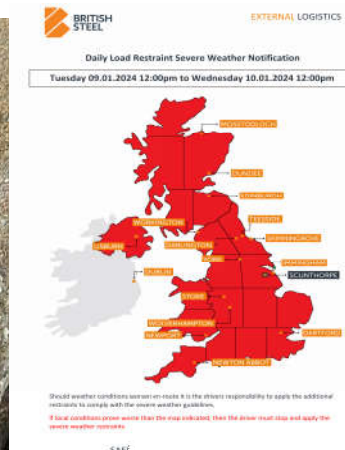 BRITISH
STEEL
EXTERNAL LOGISTICS
Daily Load Restraint Severe Weather Notification
Tuesday 09.01.2024 12:00pm to Wednesday 10.01.2024 12:00pm
MOSSTODLOCH
DUNDEE
EDINBURGH
TEESSIDE
WORKINGTON
LISBURN
DARLINGTON
SKINNINGROVE
YORK
IMMINGHAM
DUBLIN
SCUNTHORPE
STOKE
WOLVERHAMPTON
NEWPORT
DARTFORD
NEWTON ABBOT
Should weather conditions worsen en-route it is the drivers responsibility to apply the additional
restraints to comply with the severe weather guidelines.
If local conditions prove worse than the map indicated, then the driver must stop and apply the
severe weather restraints.